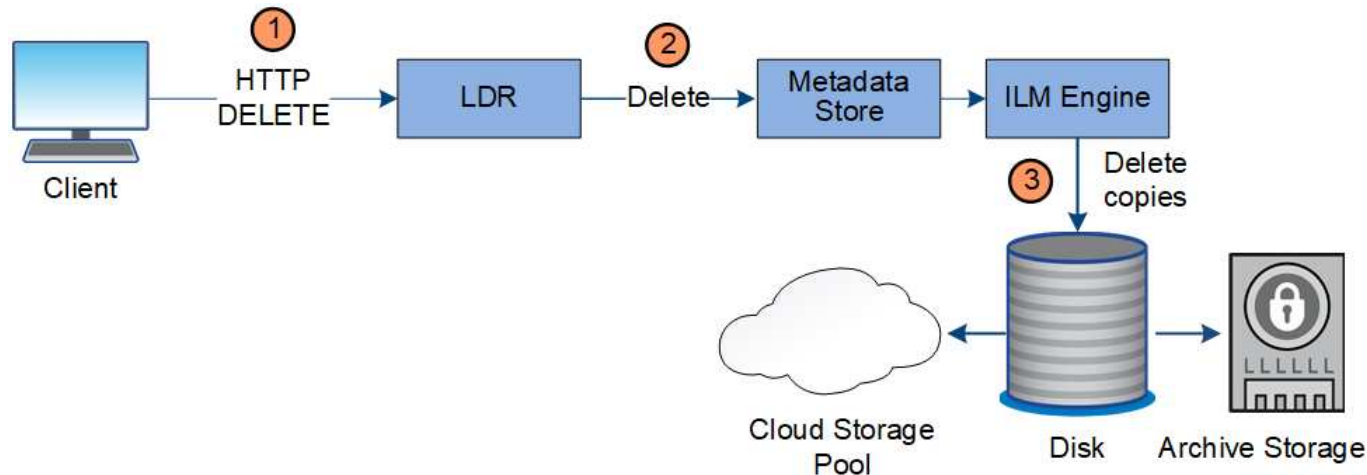 1
HTTP
DELETE
2
Delete
LDR
Metadata
Store
ILM Engine
Client
3
Delete
copies
LLLLLL
Cloud Storage
Pool
Disk
Archive Storage